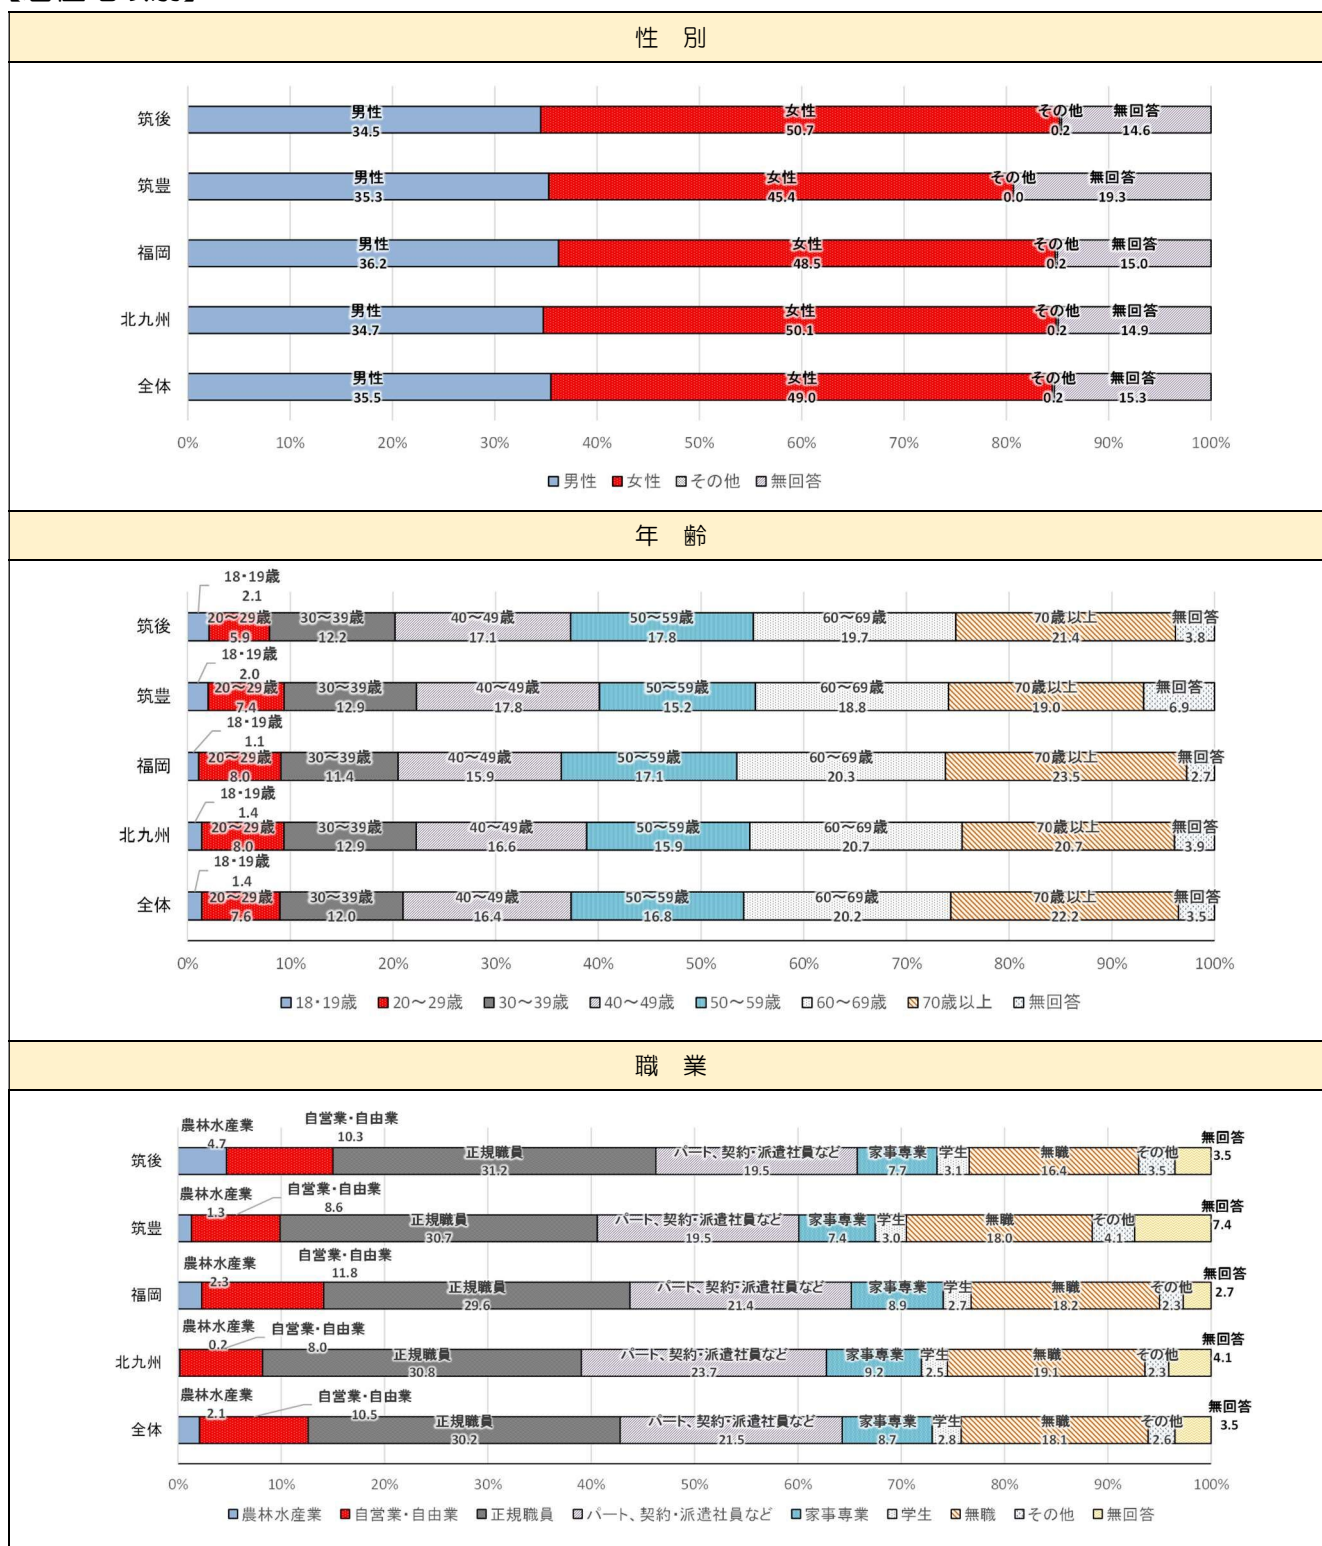 性 別
筑後 男性 34.5 女性 50.7 その他 0.2 無回答 14.6
筑豊 男性 35.3 女性 45.4 その他 0.0 無回答 19.3
福岡 男性 36.2 女性 48.5 その他 0.2 無回答 15.0
北九州 男性 34.7 女性 50.1 その他 0.2 無回答 14.9
全体 男性 35.5 女性 49.0 その他 0.2 無回答 15.3
0% 10% 20% 30% 40% 50% 60% 70% 80% 90% 100%
男性 女性 その他 無回答
年 齢
筑後 18・19歳 2.1 20～29歳 5.9 30～39歳 12.2 40～49歳 17.1 50～59歳 17.8 60～69歳 19.7 70歳以上 21.4 無回答 3.8
筑豊 18・19歳 2.0 20～29歳 7.4 30～39歳 12.9 40～49歳 17.8 50～59歳 15.2 60～69歳 18.8 70歳以上 19.0 無回答 6.9
福岡 18・19歳 1.1 20～29歳 8.0 30～39歳 11.4 40～49歳 15.9 50～59歳 17.1 60～69歳 20.3 70歳以上 23.5 無回答 2.7
北九州 18・19歳 1.4 20～29歳 8.0 30～39歳 12.9 40～49歳 16.6 50～59歳 15.9 60～69歳 20.7 70歳以上 20.7 無回答 3.9
全体 18・19歳 1.4 20～29歳 7.6 30～39歳 12.0 40～49歳 16.4 50～59歳 16.8 60～69歳 20.2 70歳以上 22.2 無回答 3.5
0% 10% 20% 30% 40% 50% 60% 70% 80% 90% 100%
18・19歳 20～29歳 30～39歳 40～49歳 50～59歳 60～69歳 70歳以上 無回答
職 業
筑後 農林水産業 4.7 自営業・自由業 10.3 正規職員 31.2 パート、契約・派遣社員など 19.5 家事専業 7.7 学生 3.1 無職 16.4 その他 3.5 無回答 3.5
筑豊 農林水産業 1.3 自営業・自由業 8.6 正規職員 30.7 パート、契約・派遣社員など 19.5 家事専業 7.4 学生 3.0 無職 18.0 その他 4.1 無回答 7.4
福岡 農林水産業 2.3 自営業・自由業 11.8 正規職員 29.6 パート、契約・派遣社員など 21.4 家事専業 8.9 学生 2.7 無職 18.2 その他 2.3 無回答 2.7
北九州 農林水産業 0.2 自営業・自由業 8.0 正規職員 30.8 パート、契約・派遣社員など 23.7 家事専業 9.2 学生 2.5 無職 19.1 その他 2.3 無回答 4.1
全体 農林水産業 2.1 自営業・自由業 10.5 正規職員 30.2 パート、契約・派遣社員など 21.5 家事専業 8.7 学生 2.8 無職 18.1 その他 2.6 無回答 3.5
0% 10% 20% 30% 40% 50% 60% 70% 80% 90% 100%
農林水産業 自営業・自由業 正規職員 パート、契約・派遣社員など 家事専業 学生 無職 その他 無回答